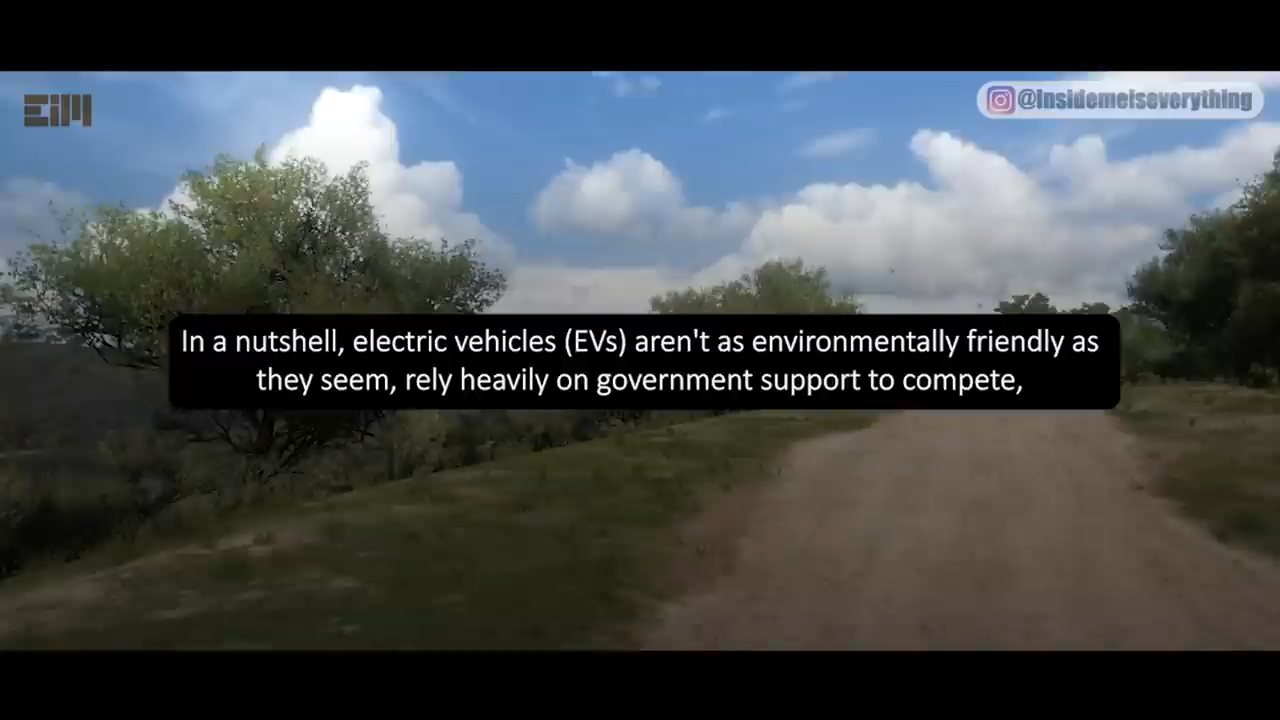 EiM
@Insidemeiseverything
In a nutshell, electric vehicles (EVs) aren't as environmentally friendly as
they seem, rely heavily on government support to compete,